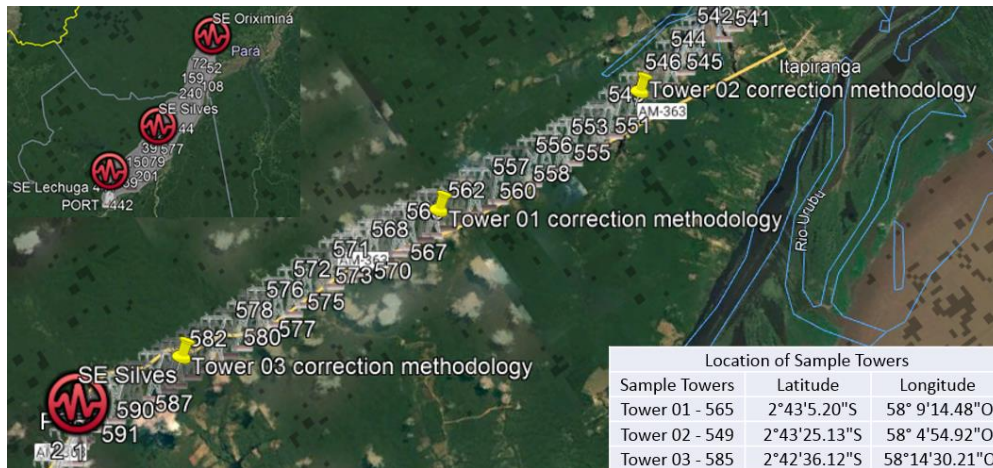 SE Oriximiná
Pará
72
52
159
108
240
SE Silves
44
39
577
15079
201
SE Lechuga 4
PORT
442
542
541
544
546
545
Itapiranga
Tower 02 correction methodology
AM-363
553
551
556
555
557
558
562
560
Tower 01 correction methodology
568
567
571
572
573
570
576
575
578
577
582
580
Tower 03 correction methodology
SE Silves
590
587
591
2
1
Rio Urubu
Location of Sample Towers
Sample Towers Latitude Longitude
Tower 01 - 565 2°43'5.20"S 58° 9'14.48"O
Tower 02 - 549 2°43'25.13"S 58° 4'54.92"O
Tower 03 - 585 2°42'36.12"S 58°14'30.21"O